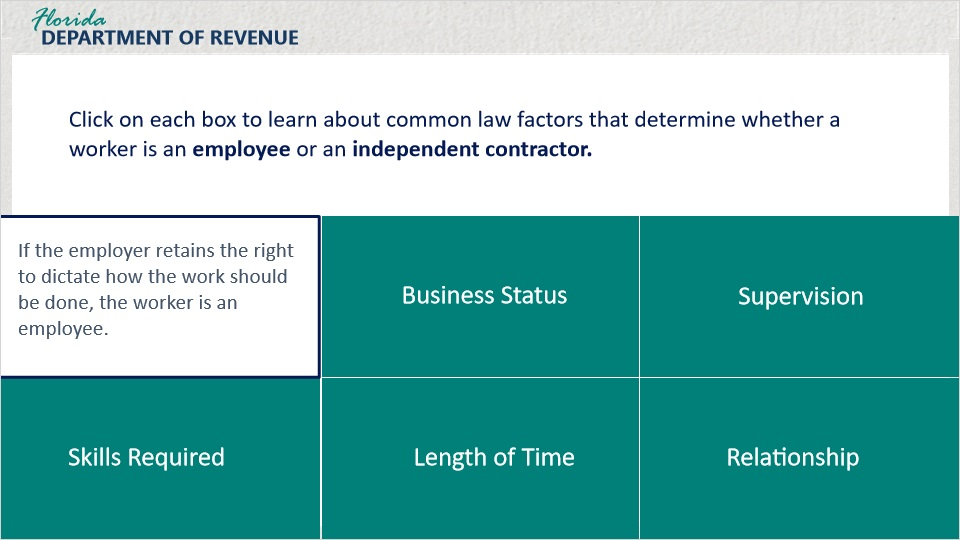 Florida
DEPARTMENT OF REVENUE
Click on each box to learn about common law factors that determine whether a
worker is an employee or an independent contractor.
If the employer retains the right
to dictate how the work should
be done, the worker is an
employee.
Business Status
Supervision
Skills Required
Length of Time
Relationship